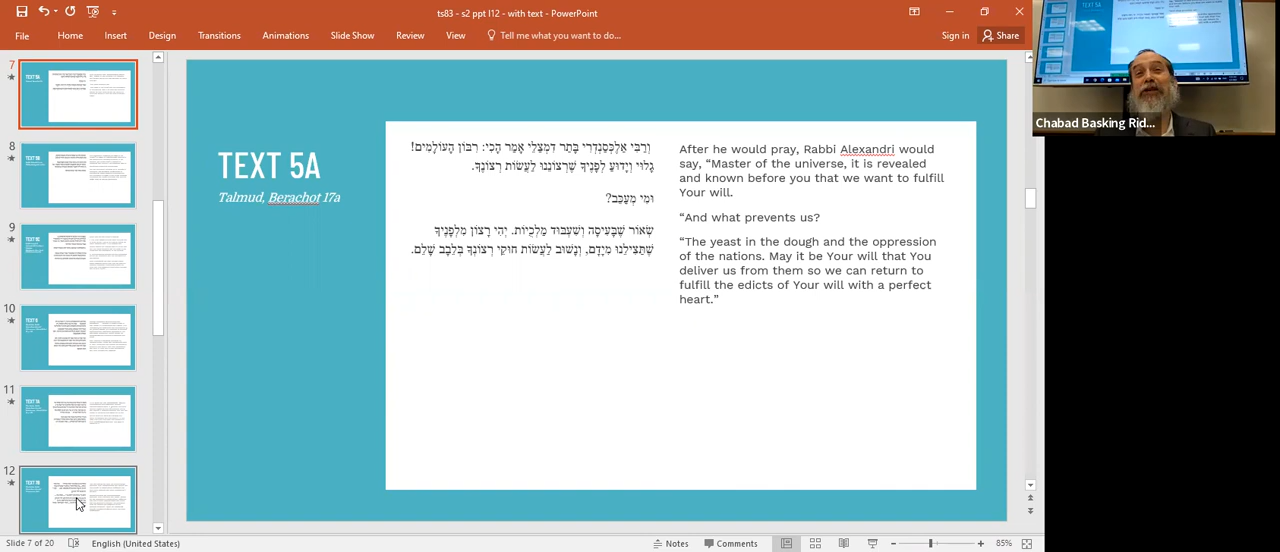 ts83 - s2 ppt l12 - with text - PowerPoint
File Home Insert Design Transitions Animations Slide Show Review View Tell me what you want to do... Sign in Share
7
TEXT 5A
8
9
10
11
12
TEXT 5A
Talmud, Berachot 17a
וְרַבִּי אַלֶכְּסַנְדְרִי בָּתַר דִמְצַלֵי אָמַר הָכִי: רִבּוֹן הָעוֹלָמִים!
גָלוּי וְיָדוּעַ לְפָנֶיךָ שֶׁרְצוֹנֵנוּ לַעֲשׂוֹת רְצוֹנְךָ.
וּמִי מְעַכֵּב?
שְׂאוֹר שֶׁבָּעִיסָה וְשִׁעְבּוּד מַלְכֻיוֹת. יְהִי רָצוֹן מִלְפָנֶיךָ
שֶׁתַּצִילֵנוּ מִיָדָם, וְנָשׁוּב לַעֲשׂוֹת חוּקֵי רְצוֹנְךָ בְּלֵבָב שָׁלֵם.
After he would pray, Rabbi Alexandri would
say, “Master of the universe, it is revealed
and known before you that we want to fulfill
Your will.
“And what prevents us?
“The yeast in the dough and the oppression
of the nations. May it be Your will that You
deliver us from them so we can return to
fulfill the edicts of Your will with a perfect
heart.”
Chabad Basking Rid...
Slide 7 of 20 English (United States) Notes Comments 85%